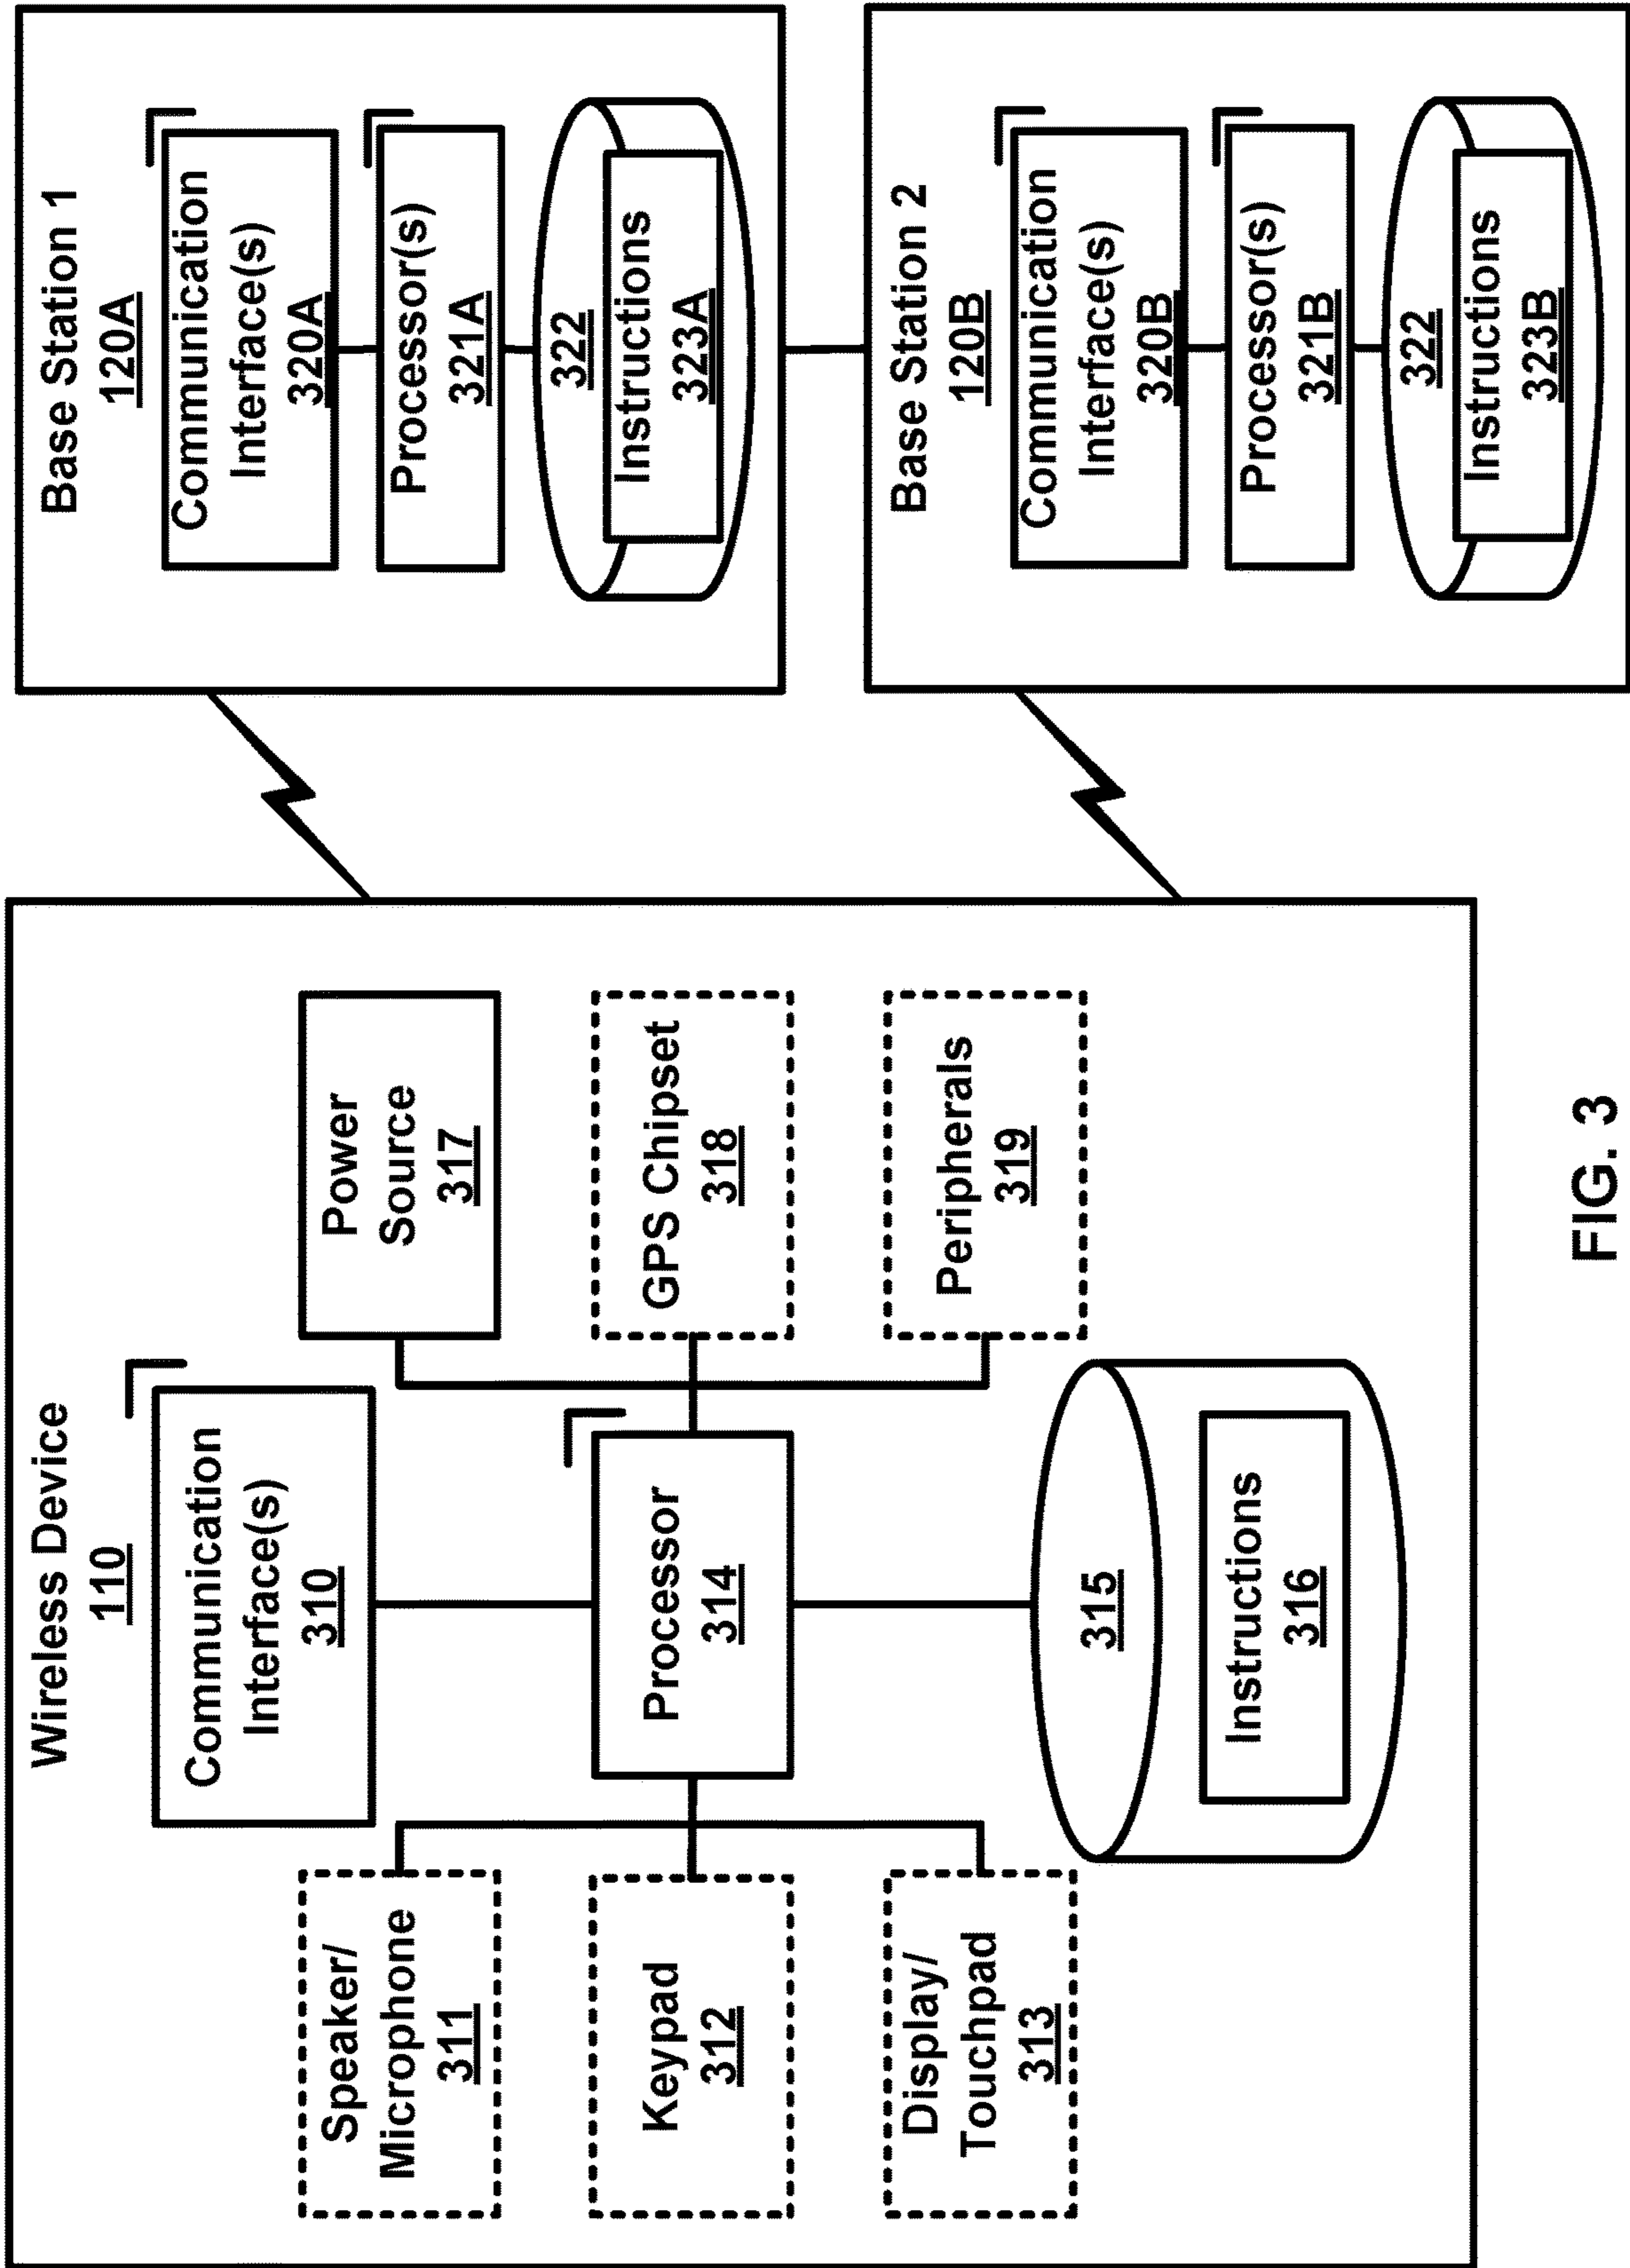 Wireless Device
110
Communication
Interface(s)
310
Speaker/
Microphone
311
Power
Source
317
Keypad
312
Processor
314
GPS Chipset
318
Display/
Touchpad
313
Peripherals
319
315
Instructions
316
Base Station 1
120A
Communication
Interface(s)
320A
Processor(s)
321A
322
Instructions
323A
Base Station 2
120B
Communication
Interface(s)
320B
Processor(s)
321B
322
Instructions
323B
FIG. 3